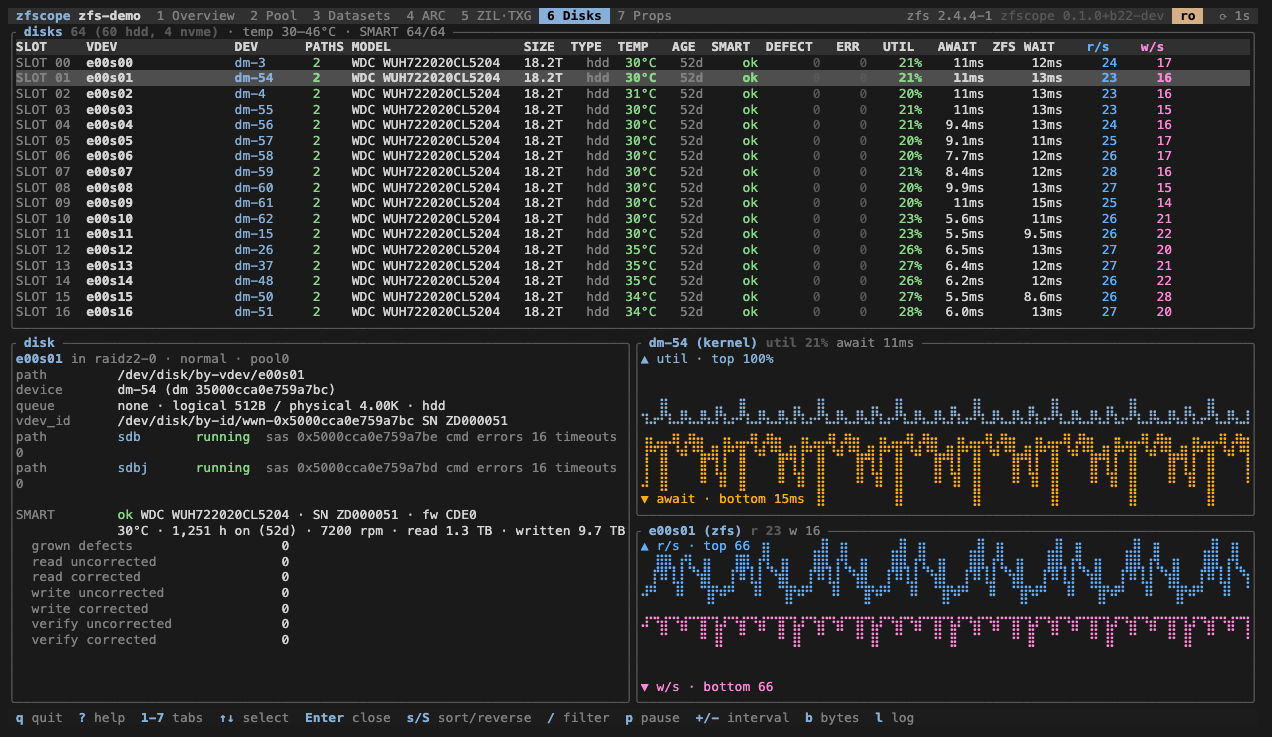 zfscope zfs-demo 1 Overview 2 Pool 3 Datasets 4 ARC 5 ZIL·TXG 6 Disks 7 Props zfs 2.4.4-1 zfscope 0.1.0+b22-dev ro ⟳ 1s
disks 64 (60 hdd, 4 nvme) · temp 30–46°C · SMART 64/64
SLOT VDEV DEV PATHS MODEL SIZE TYPE TEMP AGE SMART DEFECT ERR UTIL AWAIT ZFS WAIT r/s w/s
SLOT 00 e00s00 dm-3 2 WDC WUH722020CL5204 18.2T hdd 30°C 52d ok 0 0 21% 11ms 12ms 24 17
SLOT 01 e00s01 dm-54 2 WDC WUH722020CL5204 18.2T hdd 30°C 52d ok 0 0 21% 11ms 13ms 23 16
SLOT 02 e00s02 dm-4 2 WDC WUH722020CL5204 18.2T hdd 31°C 52d ok 0 0 20% 11ms 12ms 23 16
SLOT 03 e00s03 dm-55 2 WDC WUH722020CL5204 18.2T hdd 30°C 52d ok 0 0 21% 11ms 13ms 23 15
SLOT 04 e00s04 dm-56 2 WDC WUH722020CL5204 18.2T hdd 30°C 52d ok 0 0 21% 9.4ms 13ms 24 16
SLOT 05 e00s05 dm-57 2 WDC WUH722020CL5204 18.2T hdd 30°C 52d ok 0 0 20% 9.1ms 11ms 25 17
SLOT 06 e00s06 dm-58 2 WDC WUH722020CL5204 18.2T hdd 30°C 52d ok 0 0 20% 7.7ms 12ms 26 17
SLOT 07 e00s07 dm-59 2 WDC WUH722020CL5204 18.2T hdd 30°C 52d ok 0 0 21% 8.4ms 12ms 28 16
SLOT 08 e00s08 dm-60 2 WDC WUH722020CL5204 18.2T hdd 30°C 52d ok 0 0 20% 9.9ms 13ms 27 15
SLOT 09 e00s09 dm-61 2 WDC WUH722020CL5204 18.2T hdd 30°C 52d ok 0 0 20% 11ms 15ms 25 14
SLOT 10 e00s10 dm-62 2 WDC WUH722020CL5204 18.2T hdd 30°C 52d ok 0 0 23% 5.6ms 11ms 26 21
SLOT 11 e00s11 dm-15 2 WDC WUH722020CL5204 18.2T hdd 30°C 52d ok 0 0 23% 5.5ms 9.5ms 26 22
SLOT 12 e00s12 dm-26 2 WDC WUH722020CL5204 18.2T hdd 35°C 52d ok 0 0 26% 6.5ms 13ms 27 20
SLOT 13 e00s13 dm-37 2 WDC WUH722020CL5204 18.2T hdd 35°C 52d ok 0 0 27% 6.4ms 12ms 27 21
SLOT 14 e00s14 dm-48 2 WDC WUH722020CL5204 18.2T hdd 35°C 52d ok 0 0 26% 6.2ms 12ms 26 22
SLOT 15 e00s15 dm-50 2 WDC WUH722020CL5204 18.2T hdd 34°C 52d ok 0 0 27% 5.5ms 8.6ms 26 28
SLOT 16 e00s16 dm-51 2 WDC WUH722020CL5204 18.2T hdd 34°C 52d ok 0 0 28% 6.0ms 13ms 27 20
disk
e00s01 in raidz2-0 · normal · pool0
path /dev/disk/by-vdev/e00s01
device dm-54 (dm 35000cca0e759a7bc)
queue none · logical 512B / physical 4.00K · hdd
vdev_id /dev/disk/by-id/wwn-0x5000cca0e759a7bc SN ZD000051
path sdb running sas 0x5000cca0e759a7be cmd errors 16 timeouts
0
path sdbj running sas 0x5000cca0e759a7bd cmd errors 16 timeouts
0
SMART ok WDC WUH722020CL5204 · SN ZD000051 · fw CDE0
30°C · 1,251 h on (52d) · 7200 rpm · read 1.3 TB · written 9.7 TB
grown defects 0
read uncorrected 0
read corrected 0
write uncorrected 0
write corrected 0
verify uncorrected 0
verify corrected 0
dm-54 (kernel) util 21% await 11ms
▲ util · top 100%
▼ await · bottom 15ms
e00s01 (zfs) r 23 w 16
▲ r/s · top 66
▼ w/s · bottom 66
q quit ? help 1-7 tabs ↑↓ select Enter close s/S sort/reverse / filter p pause +/- interval b bytes l log